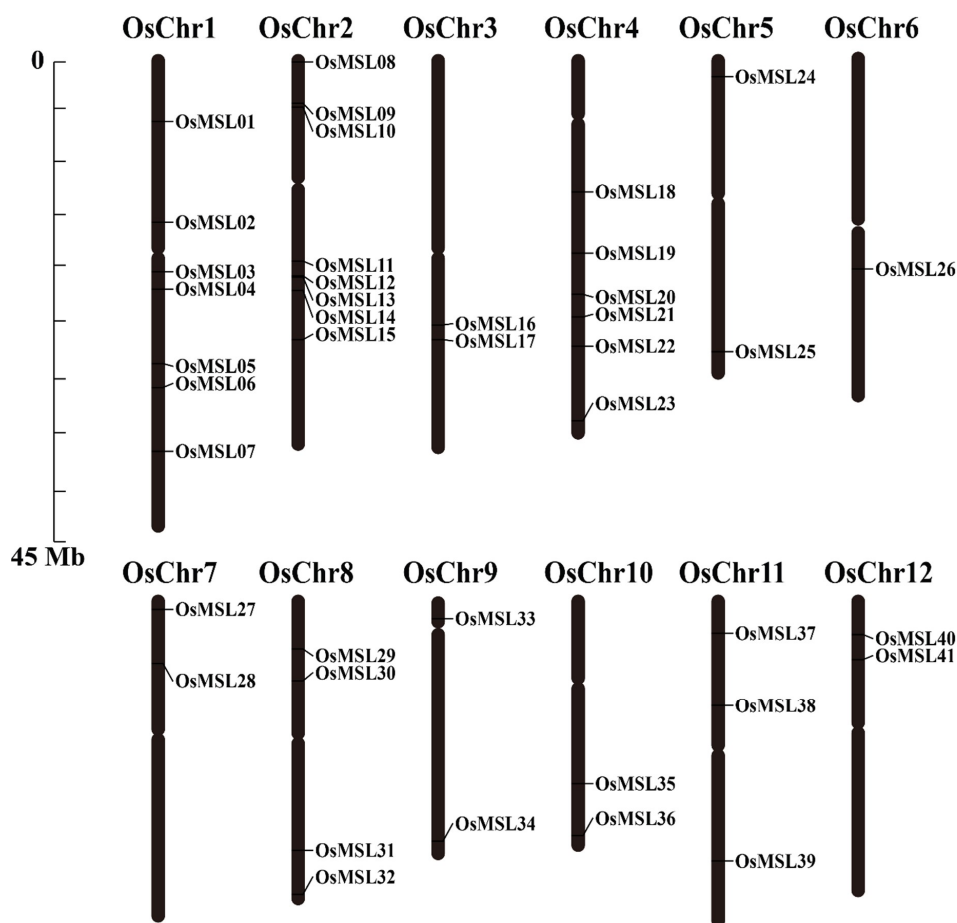 OsChr1 OsChr2 OsChr3 OsChr4 OsChr5 OsChr6
0
OsMSL08
OsMSL24
OsMSL09
OsMSL01
OsMSL10
OsMSL18
OsMSL02
OsMSL19
OsMSL11
OsMSL26
OsMSL03
OsMSL12
OsMSL04
OsMSL20
OsMSL13
OsMSL14
OsMSL21
OsMSL16
OsMSL15
OsMSL17
OsMSL22
OsMSL25
OsMSL05
OsMSL06
OsMSL23
OsMSL07
45 Mb
OsChr7 OsChr8 OsChr9 OsChr10 OsChr11 OsChr12
OsMSL27
OsMSL33
OsMSL37
OsMSL40
OsMSL29
OsMSL41
OsMSL30
OsMSL28
OsMSL38
OsMSL35
OsMSL36
OsMSL34
OsMSL31
OsMSL39
OsMSL32